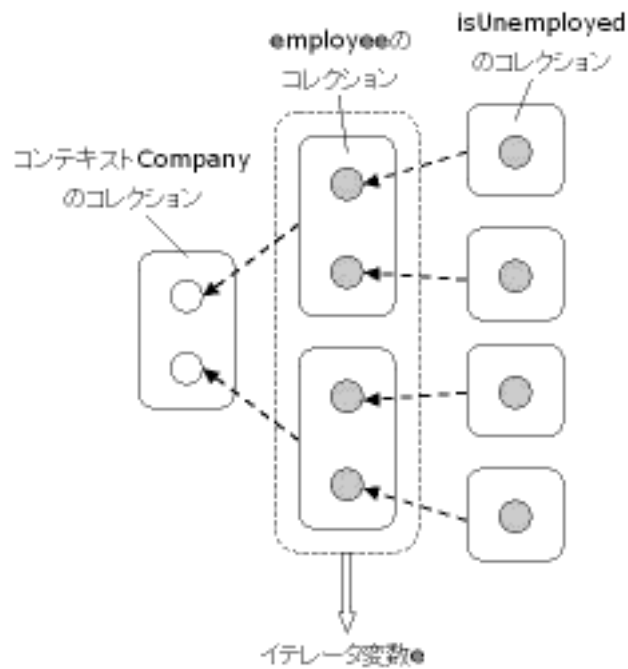 isUnemployed
のコレクション
employeeの
コレクション
コンテキストCompany
のコレクション
イテレータ変数e